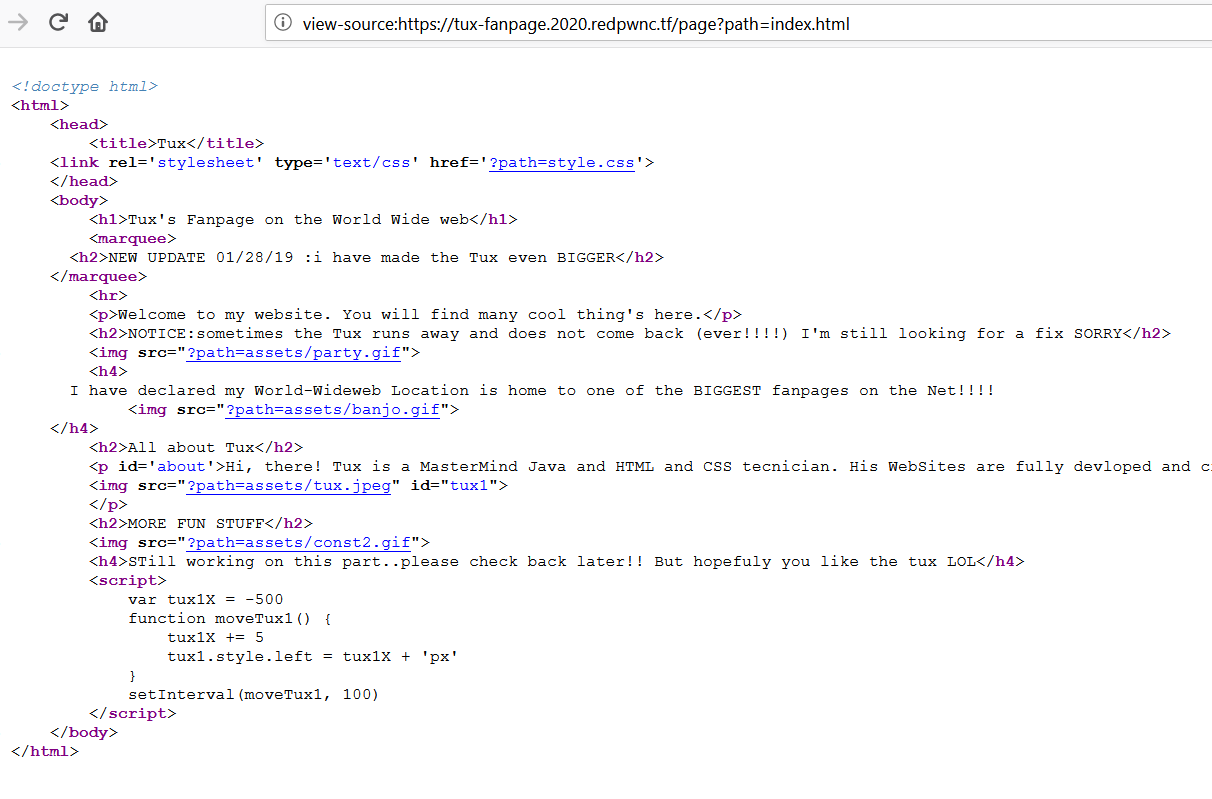 view-source:https://tux-fanpage.2020.redpwnc.tf/page?path=index.html
<!doctype html>
<html>
<head>
<title>Tux</title>
<link rel='stylesheet' type='text/css' href='?path=style.css'>
</head>
<body>
<h1>Tux's Fanpage on the World Wide web</h1>
<marquee>
<h2>NEW UPDATE 01/28/19 :i have made the Tux even BIGGER</h2>
</marquee>
<hr>
<p>Welcome to my website. You will find many cool thing's here.</p>
<h2>NOTICE:sometimes the Tux runs away and does not come back (ever!!!!) I'm still looking for a fix SORRY</h2>
<img src="?path=assets/party.gif">
<h4>
I have declared my World-Wideweb Location is home to one of the BIGGEST fanpages on the Net!!!!
<img src="?path=assets/banjo.gif">
</h4>
<h2>All about Tux</h2>
<p id='about'>Hi, there! Tux is a MasterMind Java and HTML and CSS tecnician. His WebSites are fully devloped and
<img src="?path=assets/tux.jpeg" id="tux1">
</p>
<h2>MORE FUN STUFF</h2>
<img src="?path=assets/const2.gif">
<h4>STill working on this part..please check back later!! But hopefuly you like the tux LOL</h4>
<script>
var tux1X = -500
function moveTux1() {
tux1X += 5
tux1.style.left = tux1X + 'px'
}
setInterval(moveTux1, 100)
</script>
</body>
</html>